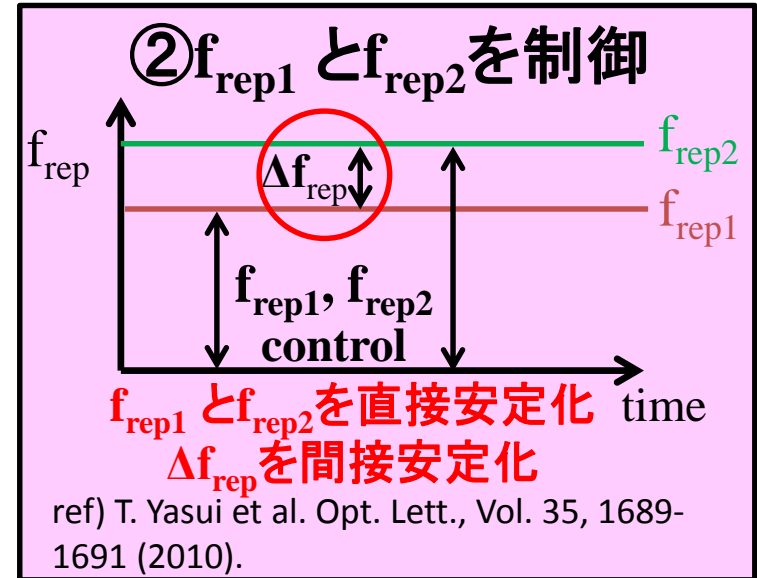 ②frep1 とfrep2を制御
frep
Δfrep
frep2
frep1
frep1, frep2
control
time
frep1 とfrep2を直接安定化
Δfrepを間接安定化
ref) T. Yasui et al. Opt. Lett., Vol. 35, 1689-
1691 (2010).